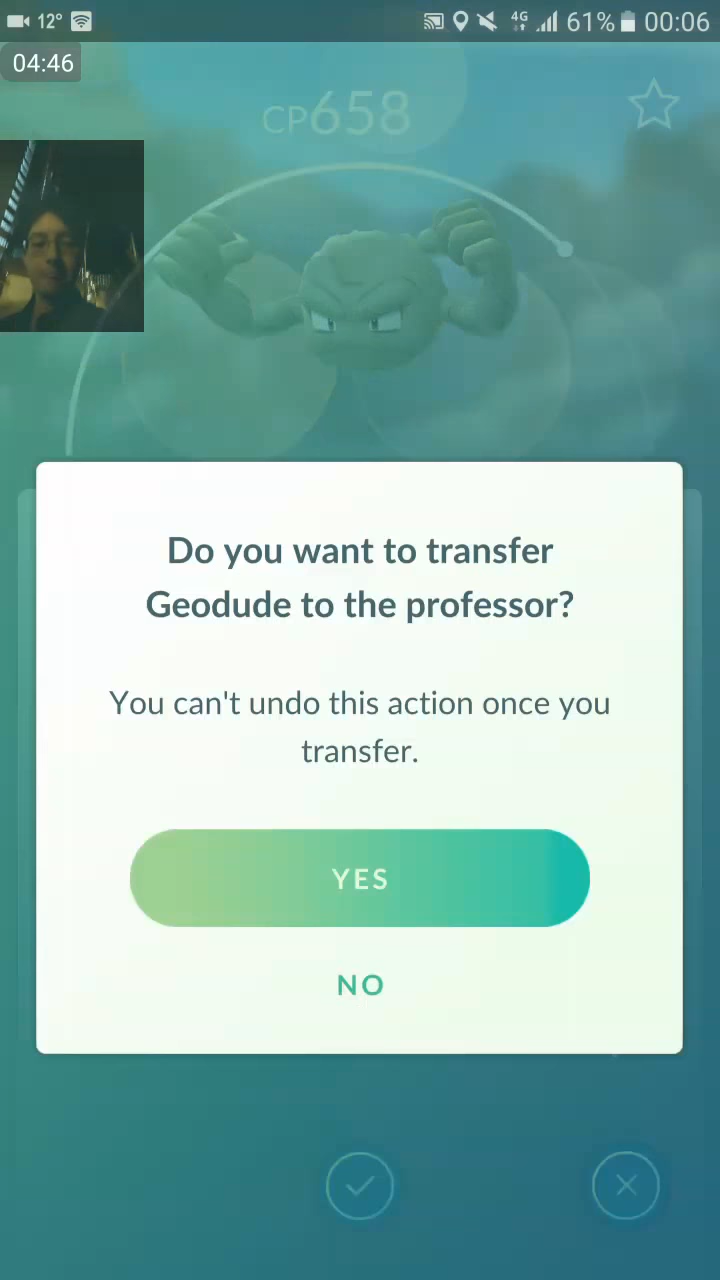 12° 4G 61% 00:06
04:46
CP658
Do you want to transfer
Geodude to the professor?
You can't undo this action once you
transfer.
YES
NO